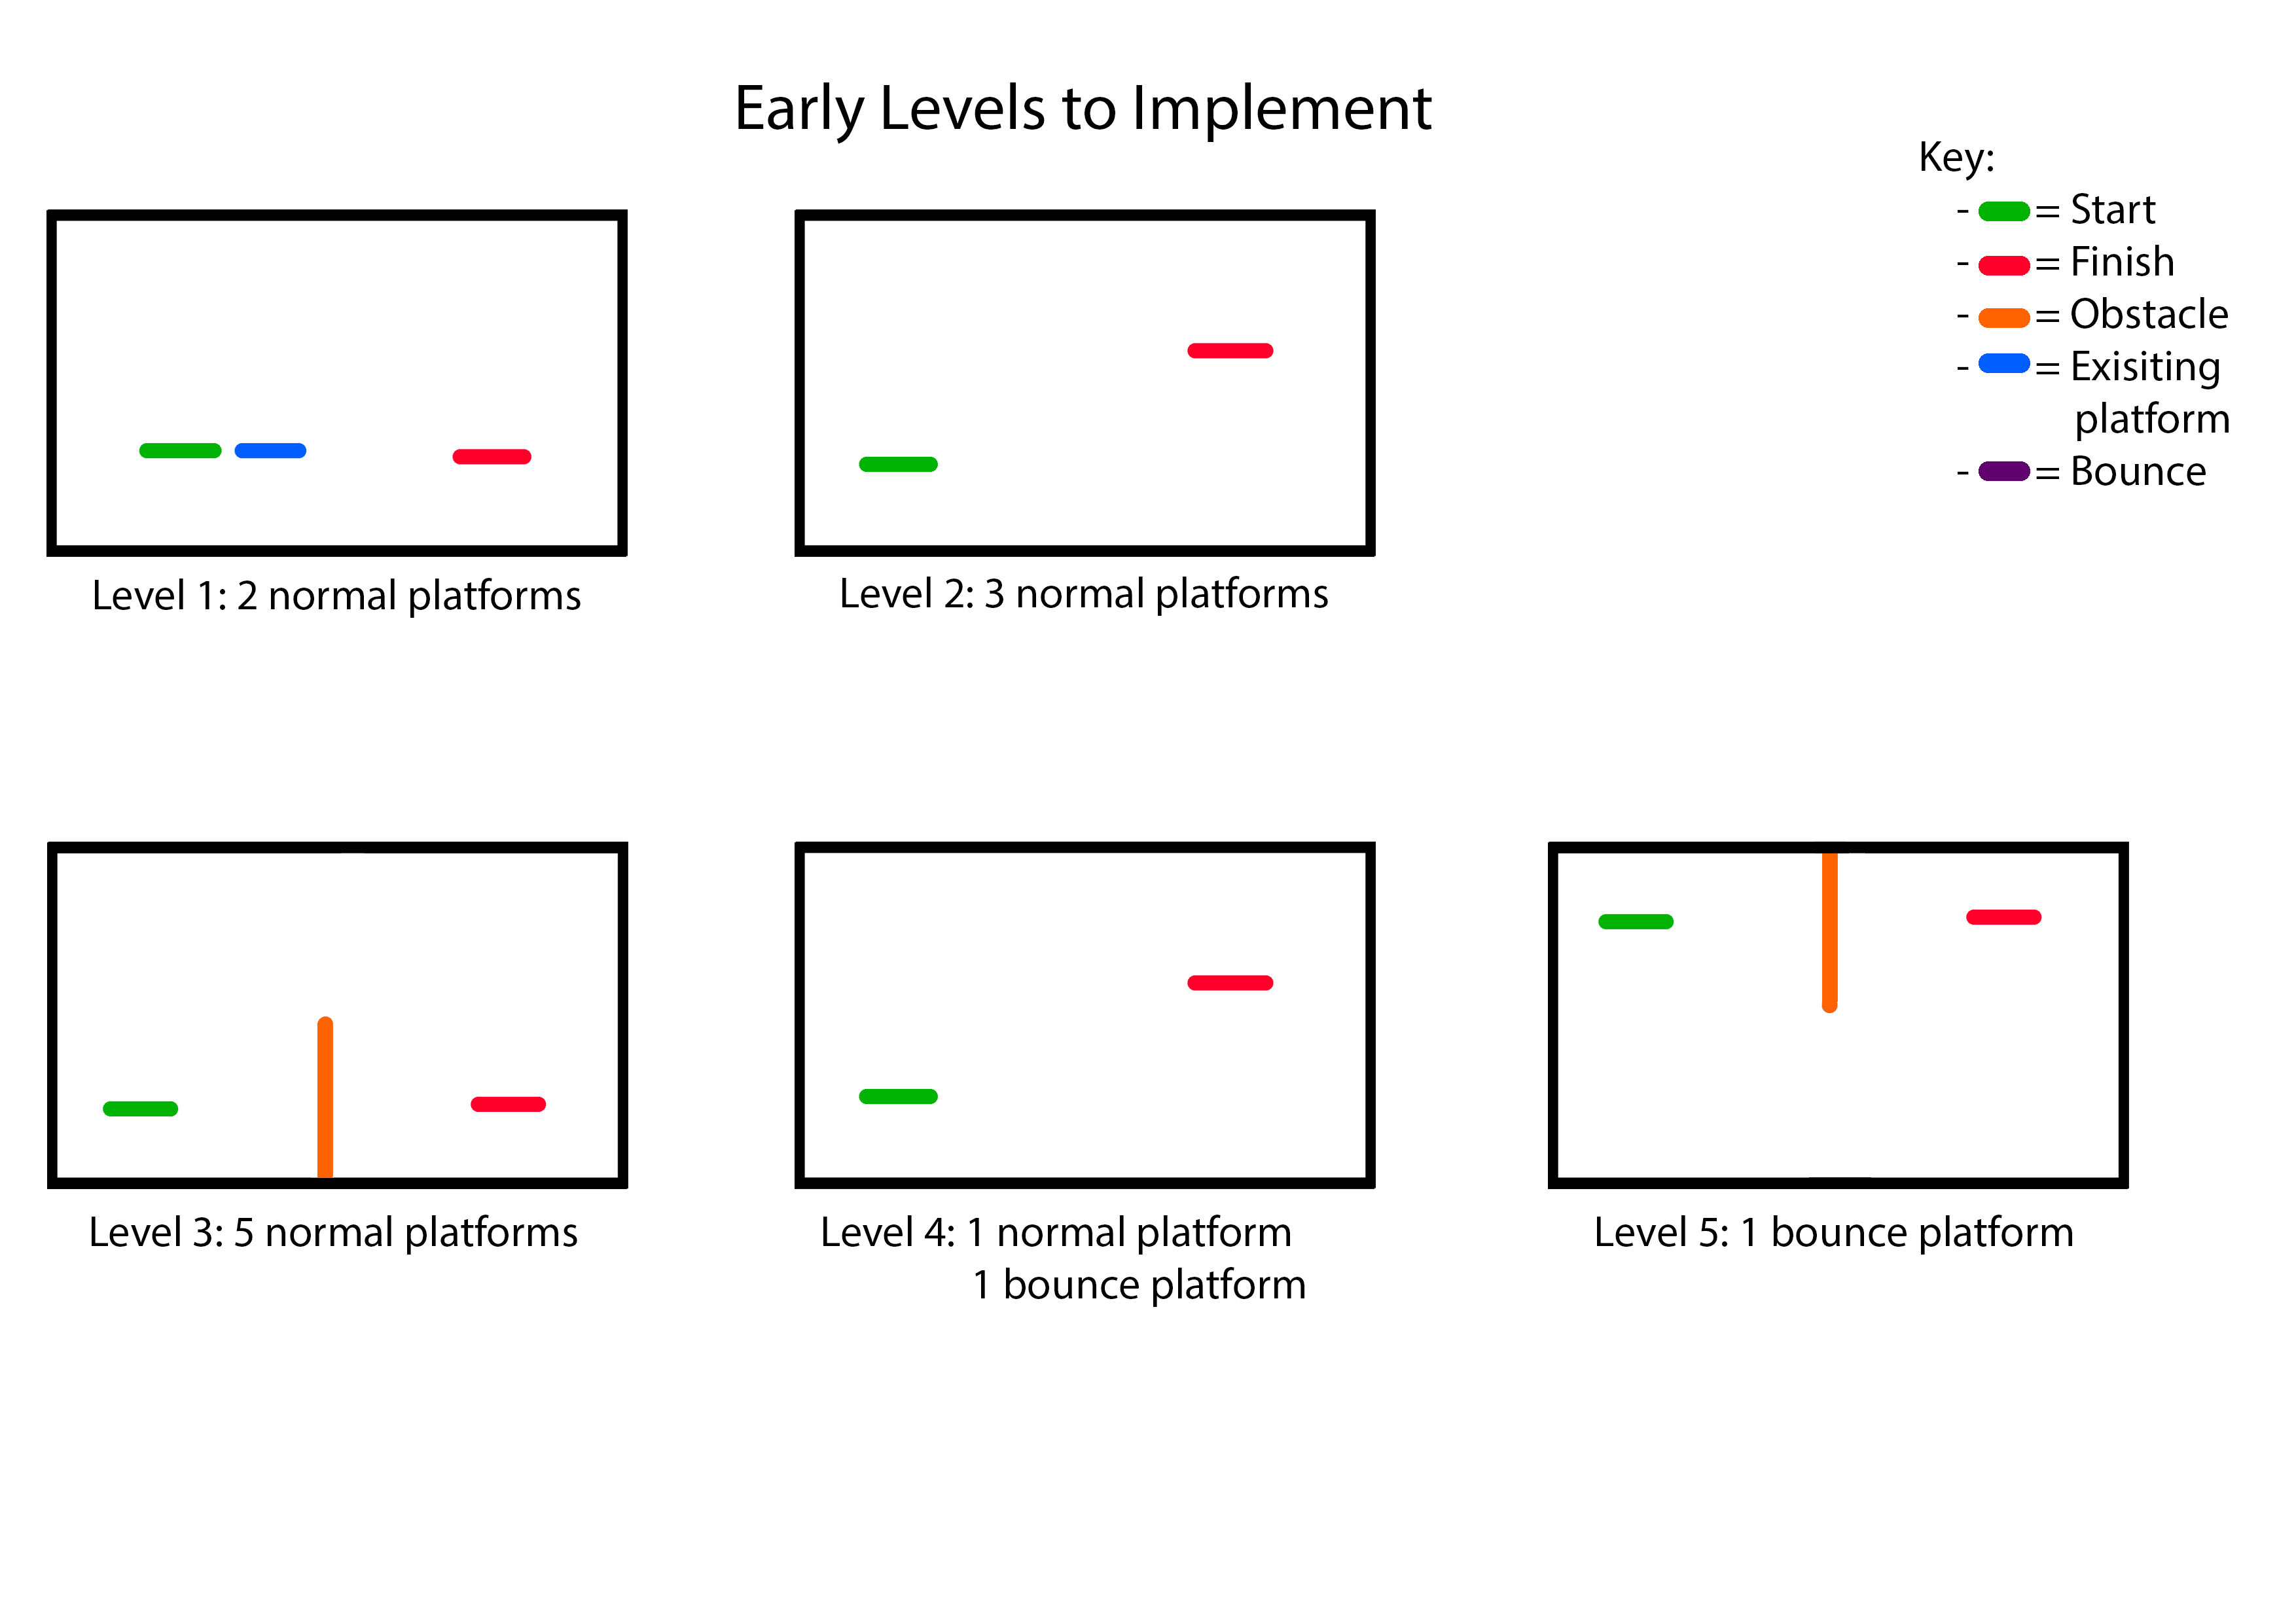 Early Levels to Implement
Key:
- = Start
- = Finish
- = Obstacle
- = Exisiting
platform
- = Bounce
Level 1: 2 normal platforms
Level 2: 3 normal platforms
Level 3: 5 normal platforms
Level 4: 1 normal platform
1 bounce platform
Level 5: 1 bounce platform